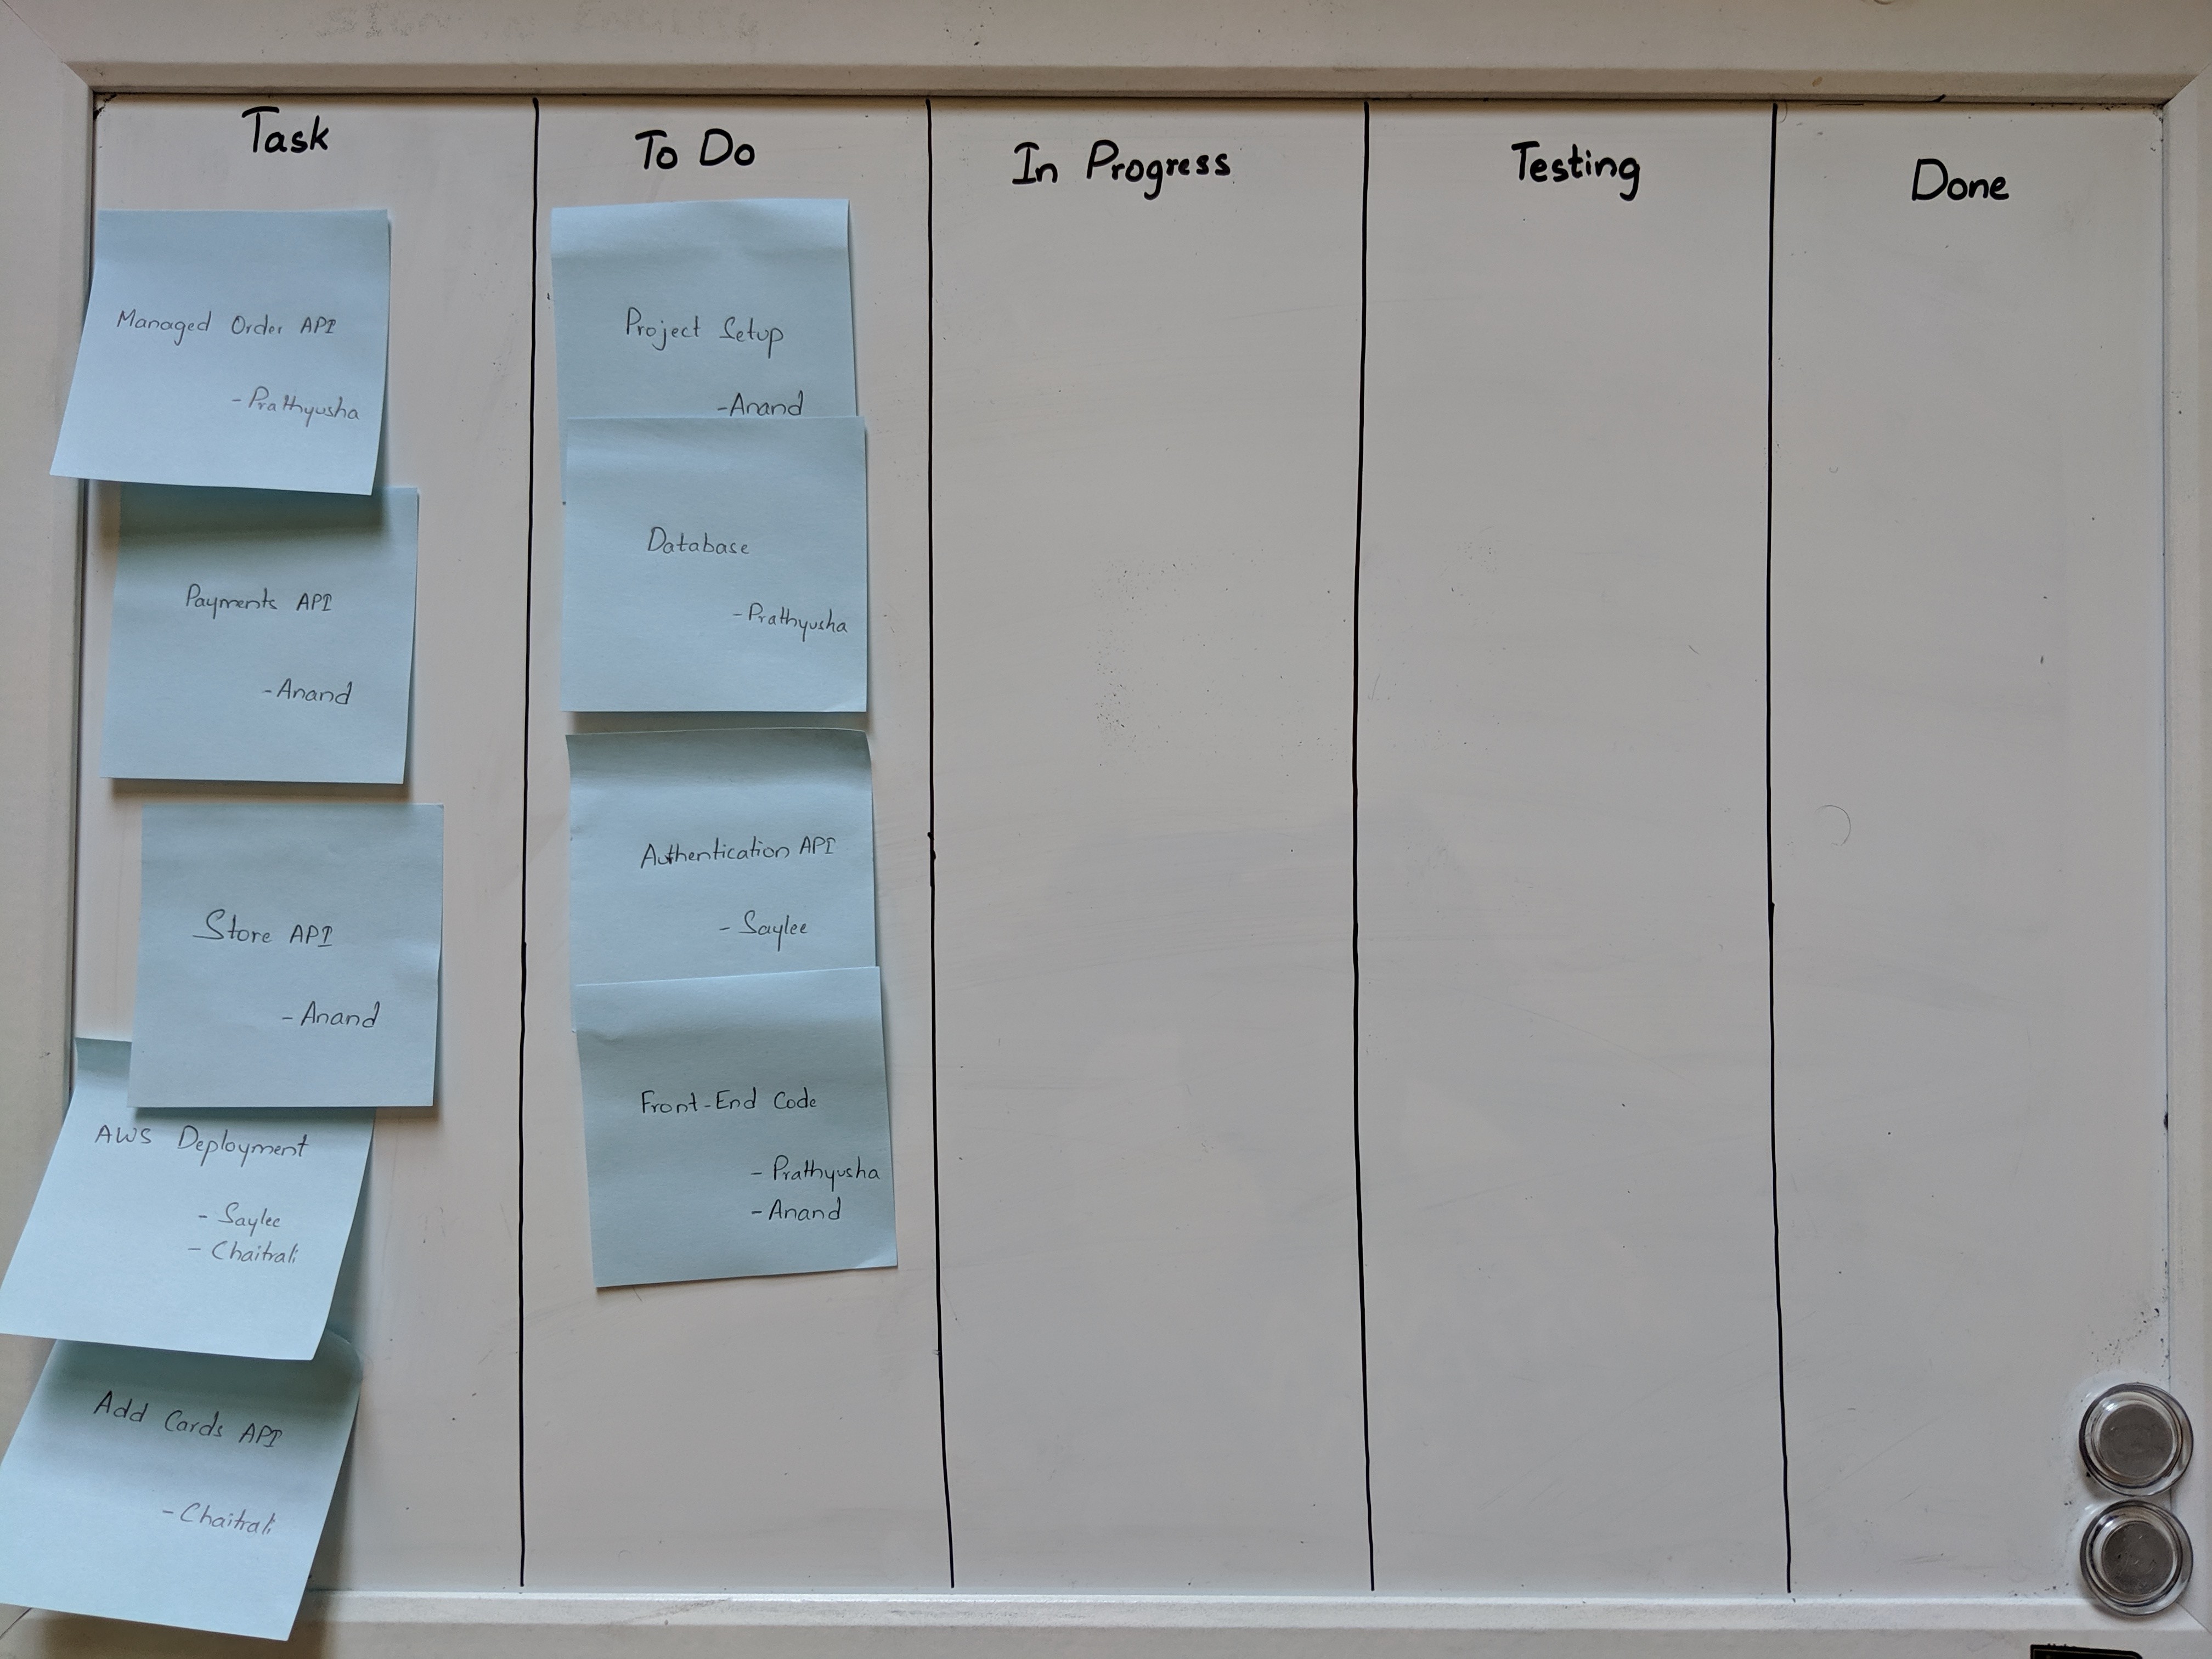 Task
Managed Order API
-Prathyusha
Payments API
-Anand
Store API
-Anand
AWS Deployment
- Saylee
- Chaitrali
Add Cards API
-Chaitrali
To Do
Project Setup
-Anand
Database
-Prathyusha
Authentication API
- Saylee
Front-End Code
- Prathyusha
-Anand
In Progress
Testing
Done